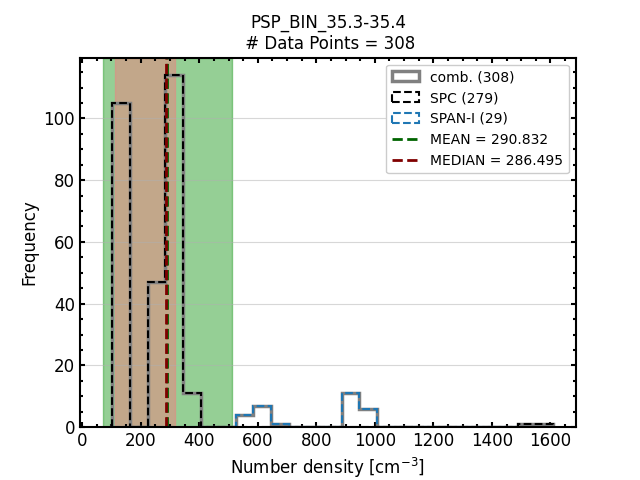 PSP_BIN_35.3-35.4
# Data Points = 308
comb. (308)
SPC (279)
SPAN-I (29)
MEAN = 290.832
MEDIAN = 286.495
Frequency
100
80
60
40
20
0
0 200 400 600 800 1000 1200 1400 1600
Number density [cm⁻³]